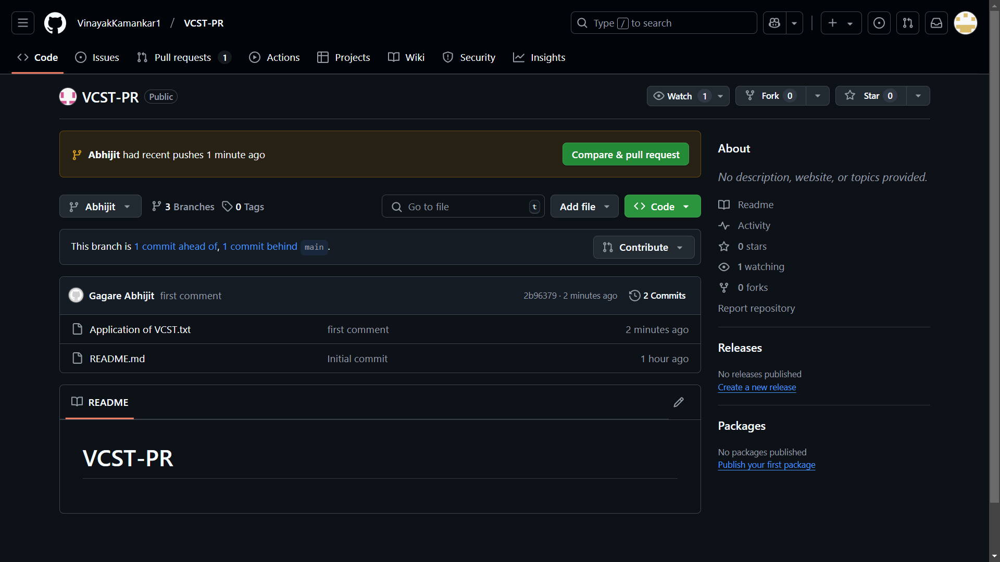 VinayakKamankar1 / VCST-PR
Type / to search
Code
Issues
Pull requests 1
Actions
Projects
Wiki
Security
Insights
VCST-PR Public
Watch 1
Fork 0
Star 0
Abhijit had recent pushes 1 minute ago
Compare & pull request
Abhijit
3 Branches
0 Tags
Go to file t
Add file
Code
This branch is 1 commit ahead of, 1 commit behind main .
Contribute
Gagare Abhijit first comment
2b96379 · 2 minutes ago
2 Commits
Application of VCST.txt first comment 2 minutes ago
README.md Initial commit 1 hour ago
README
VCST-PR
About
No description, website, or topics provided.
Readme
Activity
0 stars
1 watching
0 forks
Report repository
Releases
No releases published
Create a new release
Packages
No packages published
Publish your first package